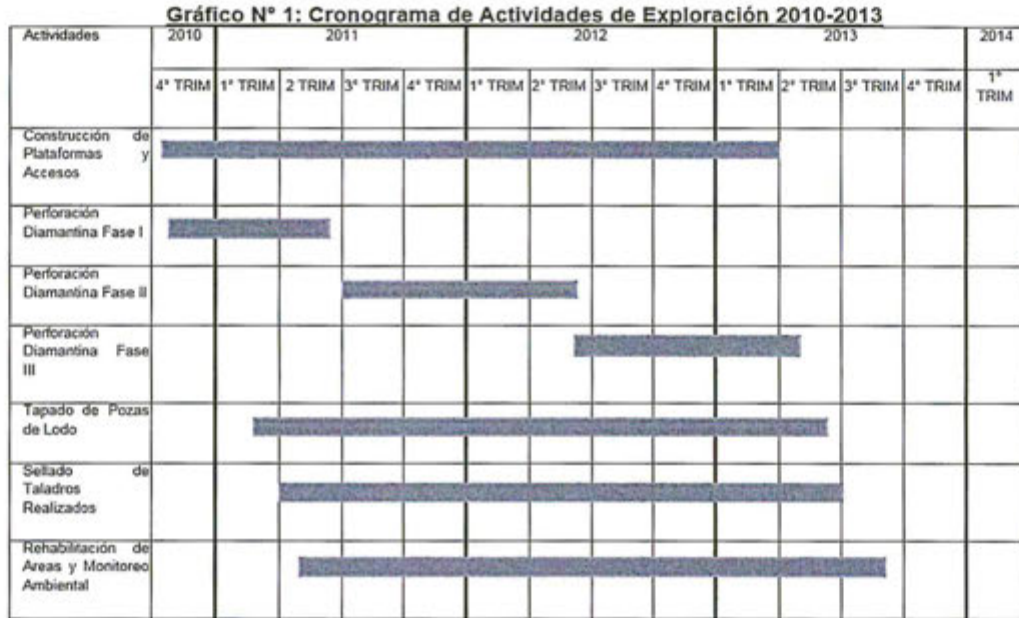 Gráfico N° 1: Cronograma de Actividades de Exploración 2010-2013
Actividades 2010 2011 2012 2013 2014
4° TRIM 1° TRIM 2 TRIM 3° TRIM 4° TRIM 1° TRIM 2° TRIM 3° TRIM 4° TRIM 1° TRIM 2° TRIM 3° TRIM 4° TRIM 1° TRIM
Construcción de
Plataformas y
Accesos
Perforación
Diamantina Fase I
Perforación
Diamantina Fase II
Perforación
Diamantina Fase
III
Tapado de Pozas
de Lodo
Sellado de
Taladros
Realizados
Rehabilitación de
Areas y Monitoreo
Ambiental